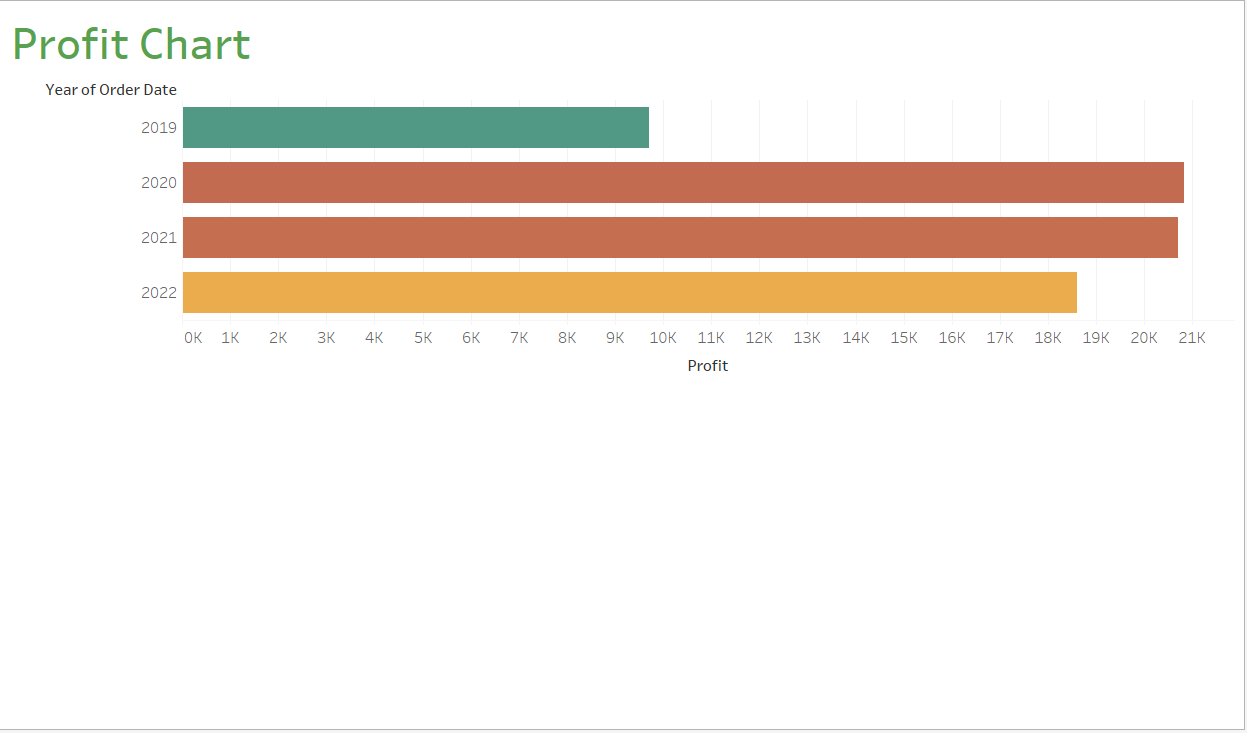 Profit Chart
Year of Order Date
2019
2020
2021
2022
0K 1K 2K 3K 4K 5K 6K 7K 8K 9K 10K 11K 12K 13K 14K 15K 16K 17K 18K 19K 20K 21K
Profit